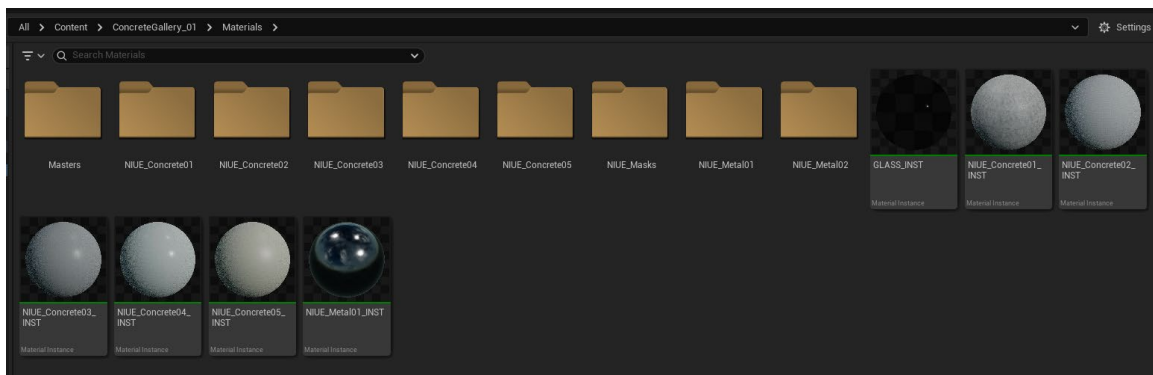 All > Content > ConcreteGallery_01 > Materials >
Settings
Search Materials
Masters
NIUE_Concrete01
NIUE_Concrete02
NIUE_Concrete03
NIUE_Concrete04
NIUE_Concrete05
NIUE_Masks
NIUE_Metal01
NIUE_Metal02
GLASS_INST
Material Instance
NIUE_Concrete01_
INST
Material Instance
NIUE_Concrete02_
INST
Material Instance
NIUE_Concrete03_
INST
Material Instance
NIUE_Concrete04_
INST
Material Instance
NIUE_Concrete05_
INST
Material Instance
NIUE_Metal01_INST
Material Instance